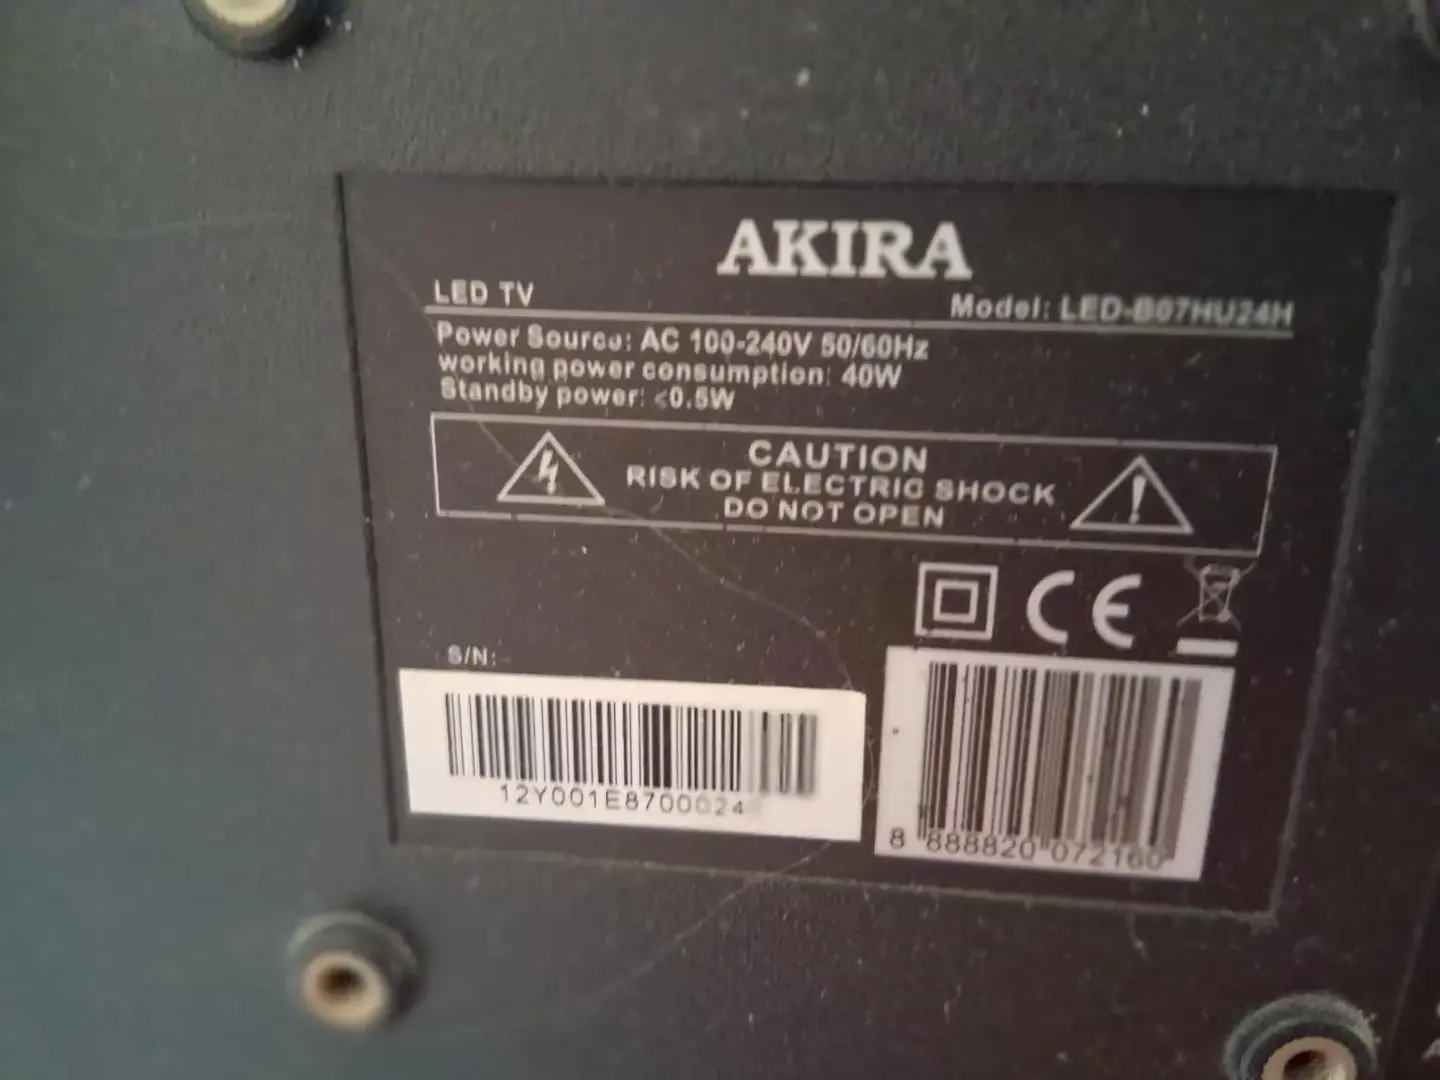 AKIRA
LED TV
Model: LED-B07HU24H
Power Source: AC 100-240V 50/60Hz
working power consumption: 40W
Standby power: <0.5W
CAUTION
RISK OF ELECTRIC SHOCK
DO NOT OPEN
CE
S/N:
12Y001E8700024
8 888820 072160